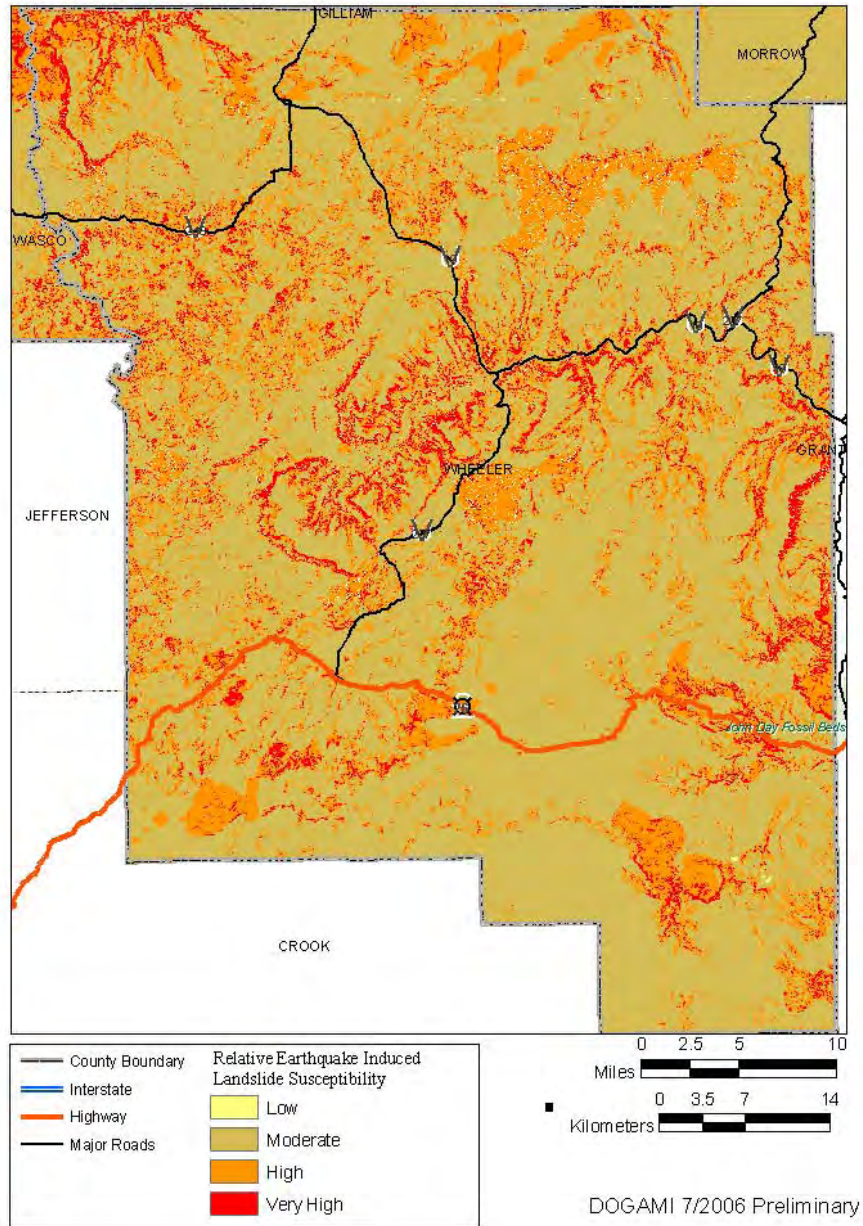 GILLIAM
MORROW
WASCO
GRANT
WHEELER
JEFFERSON
John Day Fossil Beds
CROOK
County Boundary
Interstate
Highway
Major Roads
Relative Earthquake Induced
Landslide Susceptibility
Low
Moderate
High
Very High
0 2.5 5 10
Miles
0 3.5 7 14
Kilometers
DOGAMI 7/2006 Preliminary